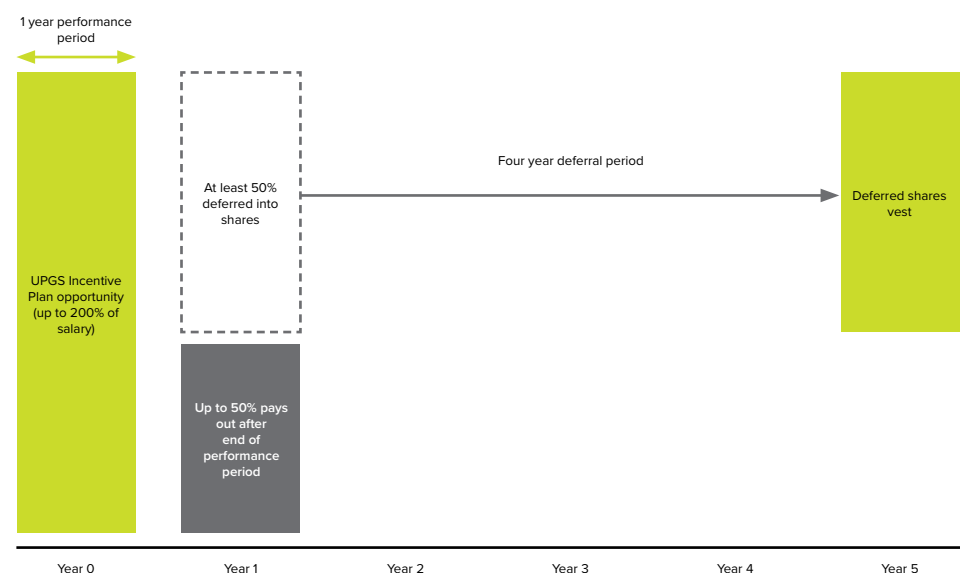 1 year performance
period
At least 50%
deferred into
shares
Four year deferral period
Deferred shares
vest
UPGS Incentive
Plan opportunity
(up to 200% of
salary)
Up to 50% pays
out after
end of
performance
period
Year 0
Year 1
Year 2
Year 3
Year 4
Year 5